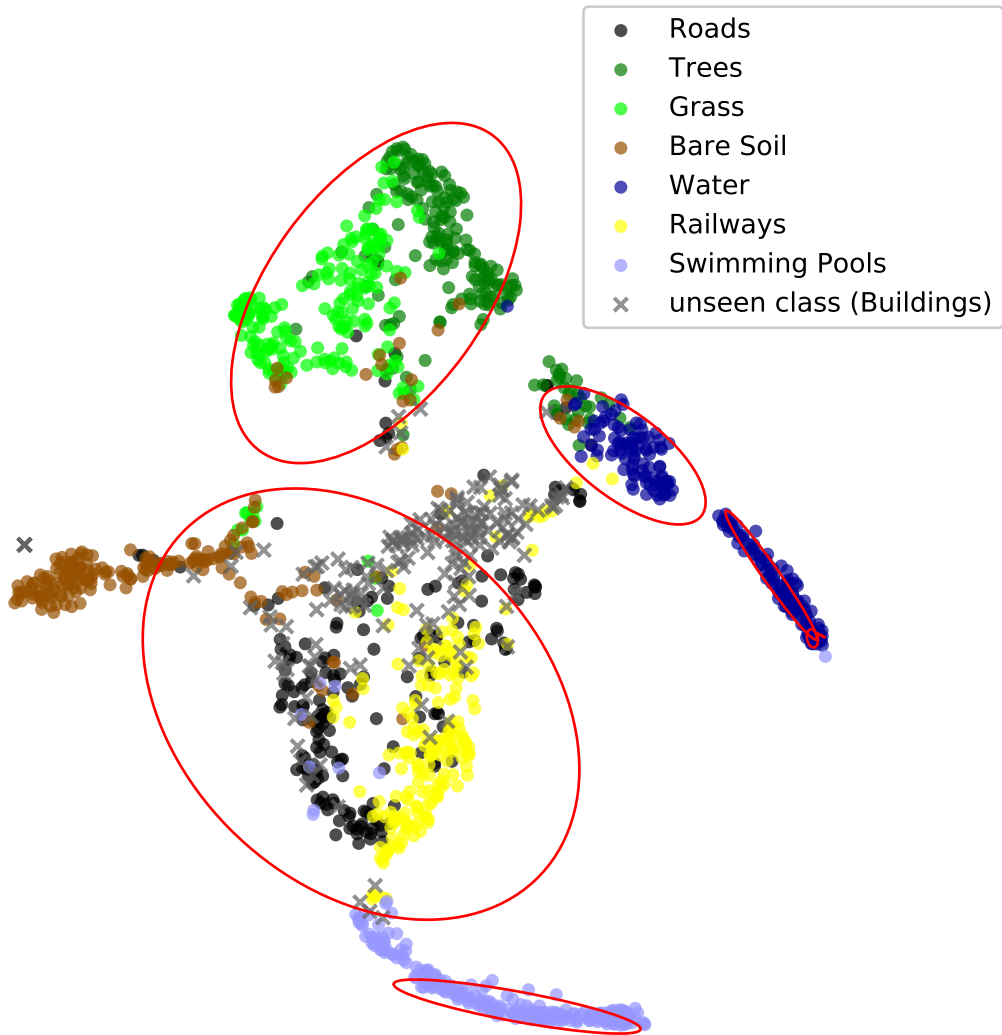 Roads
Trees
Grass
Bare Soil
Water
Railways
Swimming Pools
unseen class (Buildings)